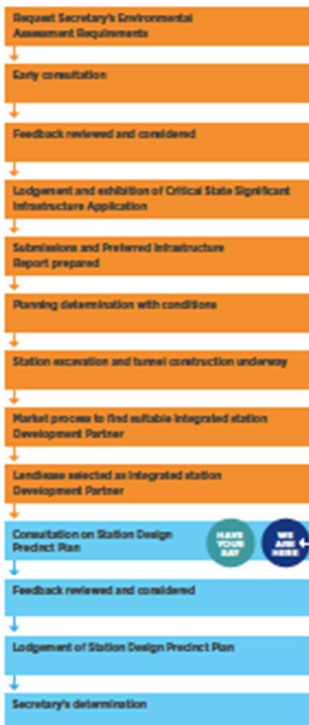 Request Secretary's Environmental
Assessment Requirements
Early consultation
Feedback reviewed and considered
Lodgement and exhibition of Critical State Significant
Infrastructure Application
Submissions and Preferred Infrastructure
Report prepared
Planning determination with conditions
Station excavation and tunnel construction underway
Market process to find suitable integrated station
Development Partner
Lendlease selected as integrated station
Development Partner
Consultation on Station Design
Precinct Plan
HAVE
YOUR
SAY
WE
ARE
HERE
Feedback reviewed and considered
Lodgement of Station Design Precinct Plan
Secretary's determination